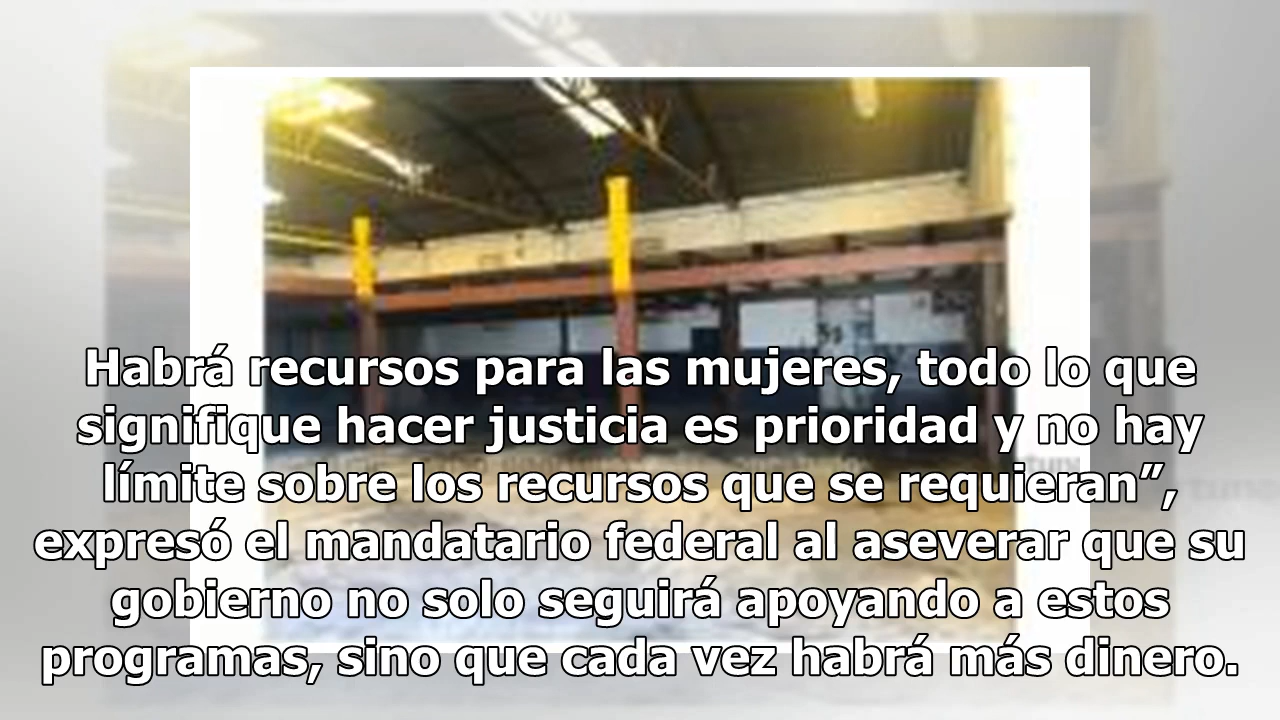 Habrá recursos para las mujeres, todo lo que
signifique hacer justicia es prioridad y no hay
límite sobre los recursos que se requieran”,
expresó el mandatario federal al aseverar que su
gobierno no solo seguirá apoyando a estos
programas, sino que cada vez habrá más dinero.